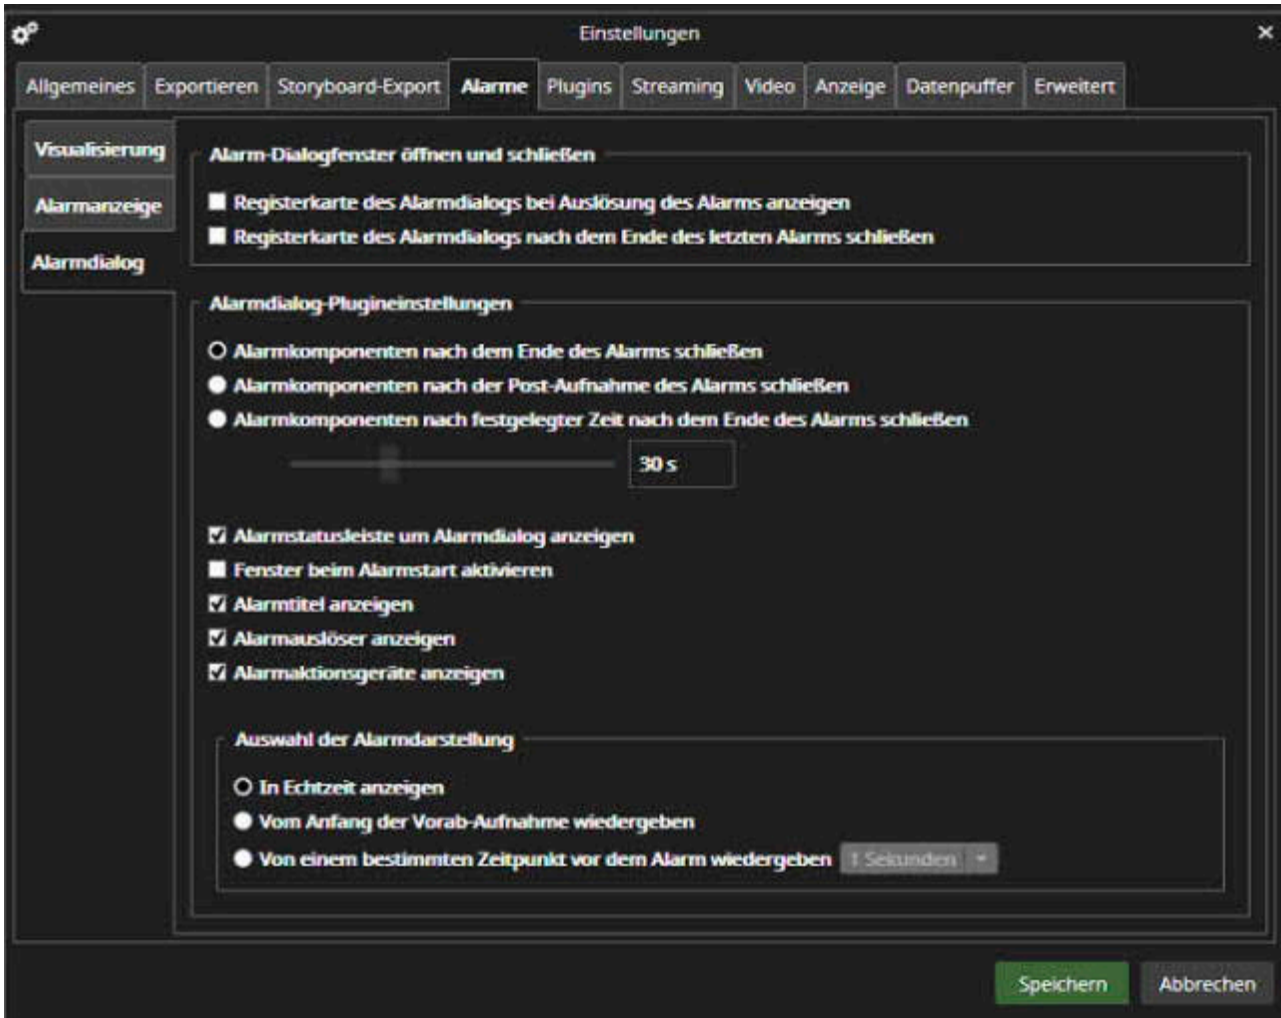 Einstellungen
Allgemeines Exportieren Storyboard-Export Alarme Plugins Streaming Video Anzeige Datenpuffer Erweitert
Visualisierung
Alarmanzeige
Alarmdialog
Alarm-Dialogfenster öffnen und schließen
Registerkarte des Alarmdialogs bei Auslösung des Alarms anzeigen
Registerkarte des Alarmdialogs nach dem Ende des letzten Alarms schließen
Alarmdialog-Plugineinstellungen
Alarmkomponenten nach dem Ende des Alarms schließen
Alarmkomponenten nach der Post-Aufnahme des Alarms schließen
Alarmkomponenten nach festgelegter Zeit nach dem Ende des Alarms schließen
30 s
Alarmstatusleiste um Alarmdialog anzeigen
Fenster beim Alarmstart aktivieren
Alarmtitel anzeigen
Alarmauslöser anzeigen
Alarmaktionsgeräte anzeigen
Auswahl der Alarmdarstellung
In Echtzeit anzeigen
Vom Anfang der Vorab-Aufnahme wiedergeben
Von einem bestimmten Zeitpunkt vor dem Alarm wiedergeben 1 Sekunden
Speichern Abbrechen